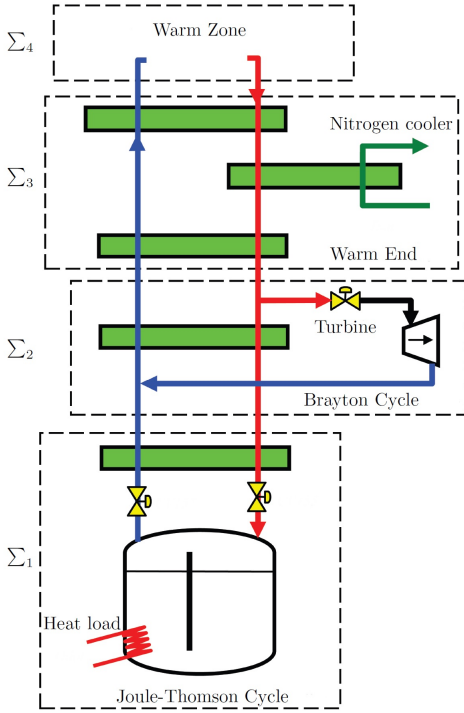 Σ₄
Warm Zone
Nitrogen cooler
Σ₃
Warm End
Turbine
Σ₂
Brayton Cycle
Σ₁
Heat load
Joule-Thomson Cycle